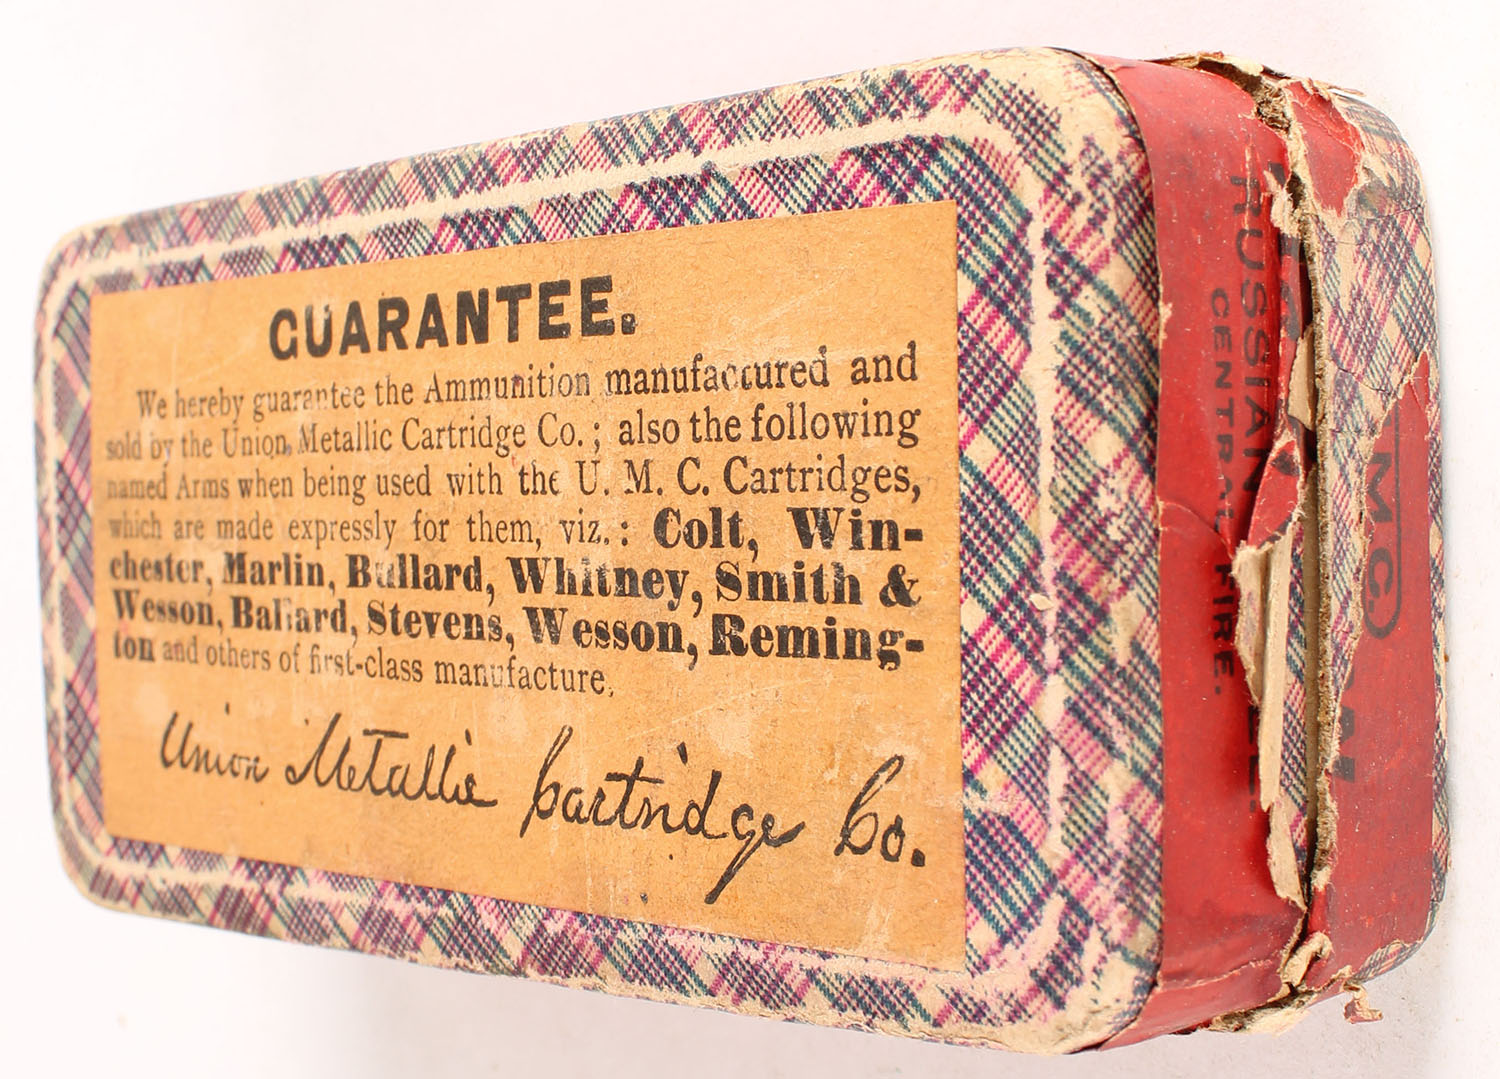 GUARANTEE.
We hereby guarantee the Ammunition manufactured and
sold by the Union Metallic Cartridge Co.; also the following
named Arms when being used with the U. M. C. Cartridges,
which are made expressly for them, viz.: Colt, Win-
chester, Marlin, Bullard, Whitney, Smith &
Wesson, Ballard, Stevens, Wesson, Reming-
ton and others of first-class manufacture.
Union Metallic Cartridge Co.
RUSSIAN
CENTRAL FIRE.
M.C.